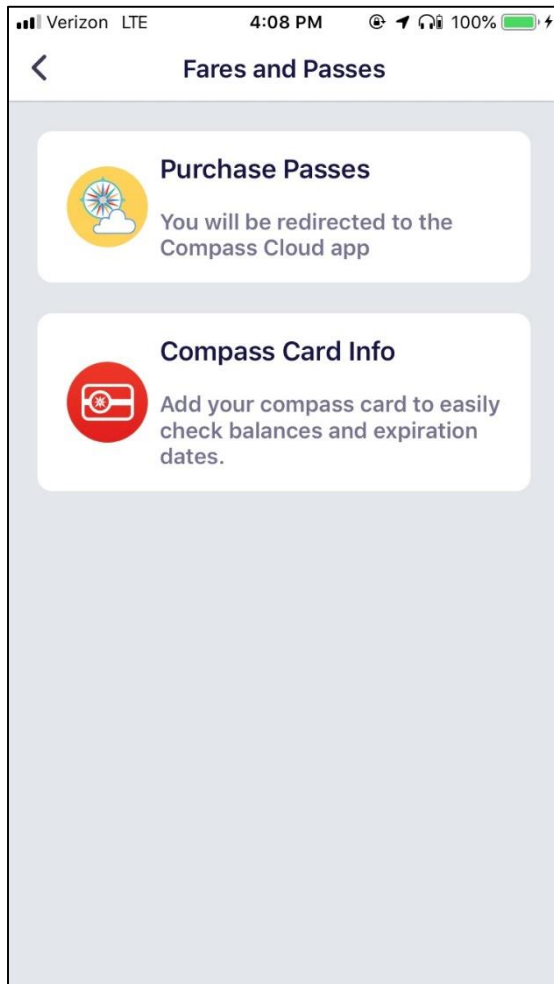 Verizon LTE 4:08 PM 100%
Fares and Passes
Purchase Passes
You will be redirected to the
Compass Cloud app
Compass Card Info
Add your compass card to easily
check balances and expiration
dates.